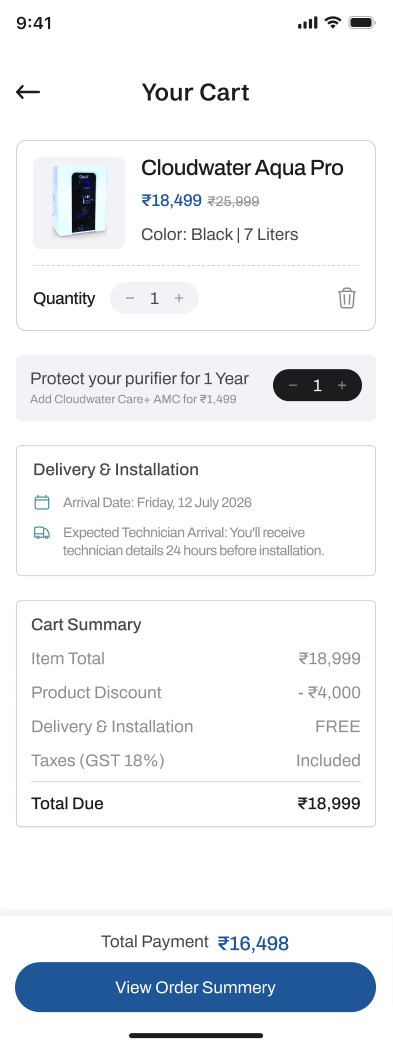 9:41
Your Cart
Cloudwater Aqua Pro
₹18,499 ₹25,999
Color: Black | 7 Liters
Quantity − 1 +
Protect your purifier for 1 Year
Add Cloudwater Care+ AMC for ₹1,499
− 1 +
Delivery & Installation
Arrival Date: Friday, 12 July 2026
Expected Technician Arrival: You'll receive
technician details 24 hours before installation.
Cart Summary
Item Total ₹18,999
Product Discount - ₹4,000
Delivery & Installation FREE
Taxes (GST 18%) Included
Total Due ₹18,999
Total Payment ₹16,498
View Order Summery